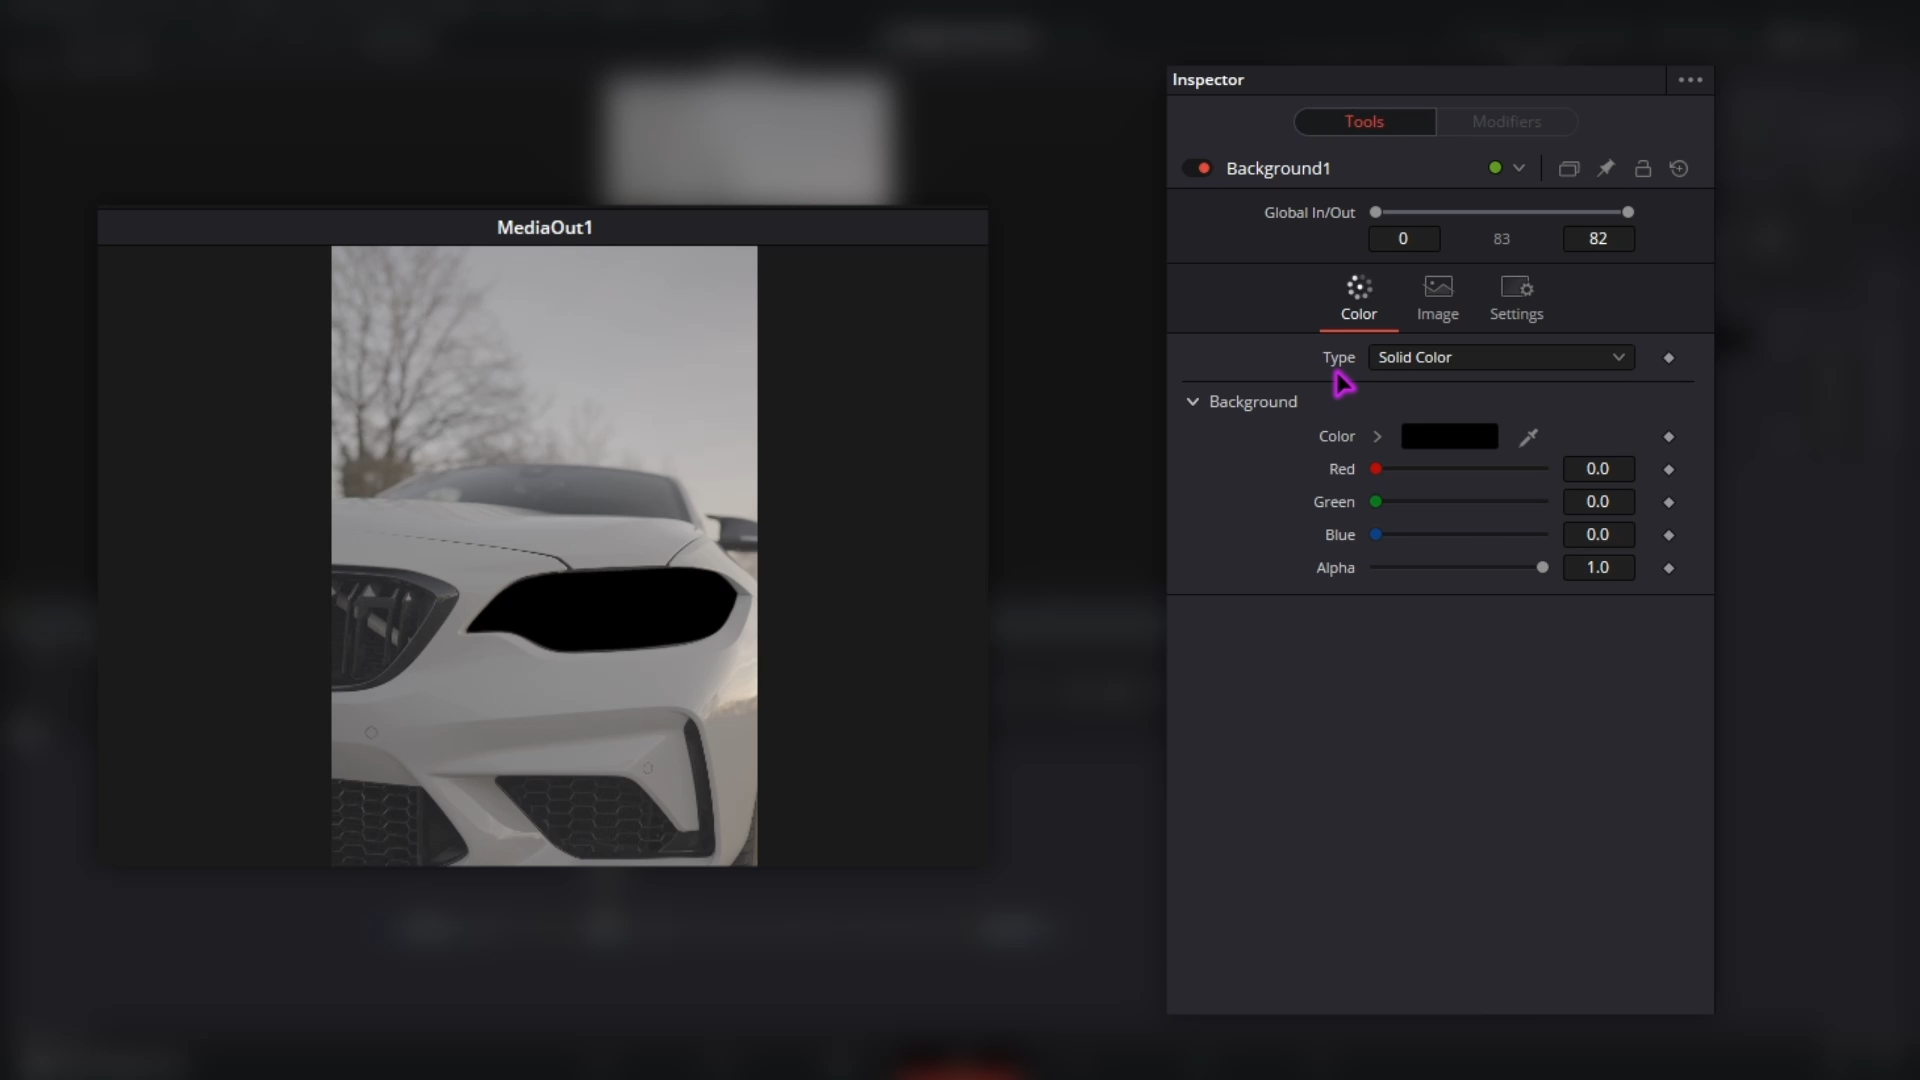 Inspector
Tools Modifiers
Background1
Global In/Out
0 83 82
Color Image Settings
Type Solid Color
Background
Color
Red 0.0
Green 0.0
Blue 0.0
Alpha 1.0
MediaOut1